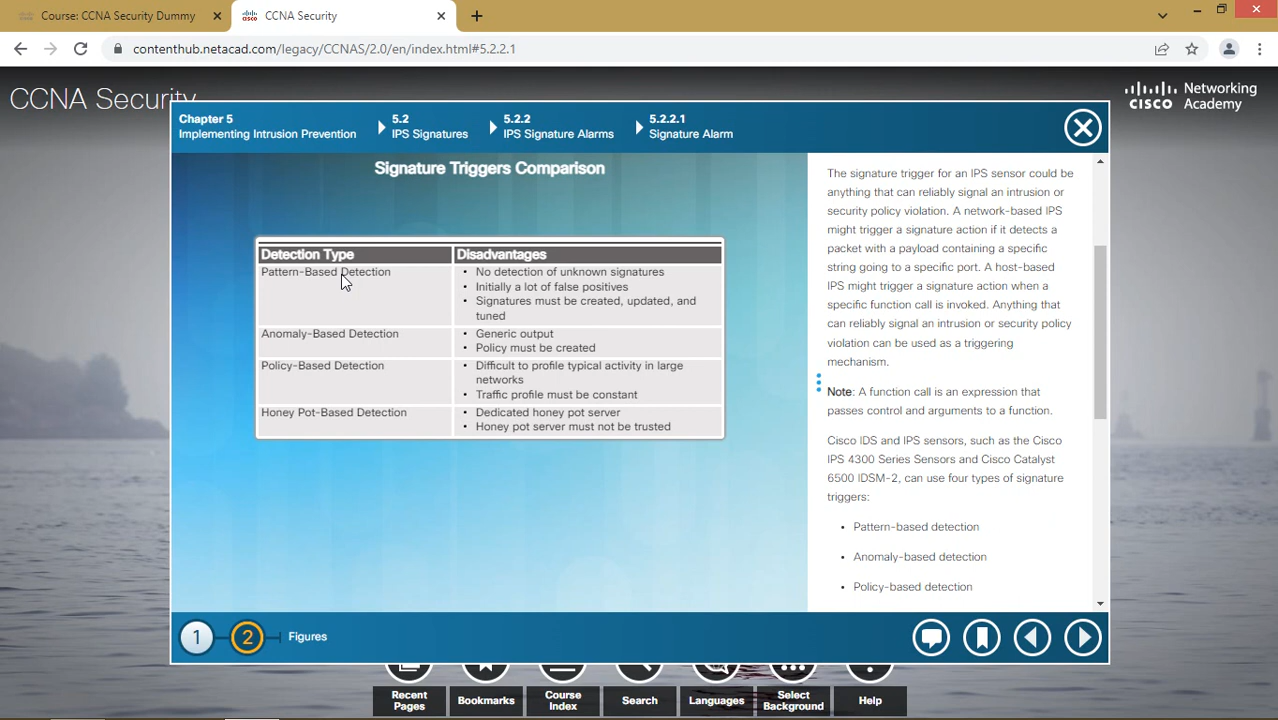 Course: CCNA Security Dummy
CCNA Security
contenthub.netacad.com/legacy/CCNAS/2.0/en/index.html#5.2.2.1
CCNA Security
Networking
CISCO Academy
Chapter 5
Implementing Intrusion Prevention
5.2
IPS Signatures
5.2.2
IPS Signature Alarms
5.2.2.1
Signature Alarm
Signature Triggers Comparison
Detection Type Disadvantages
Pattern-Based Detection
• No detection of unknown signatures
• Initially a lot of false positives
• Signatures must be created, updated, and
tuned
Anomaly-Based Detection
• Generic output
• Policy must be created
Policy-Based Detection
• Difficult to profile typical activity in large
networks
• Traffic profile must be constant
Honey Pot-Based Detection
• Dedicated honey pot server
• Honey pot server must not be trusted
The signature trigger for an IPS sensor could be
anything that can reliably signal an intrusion or
security policy violation. A network-based IPS
might trigger a signature action if it detects a
packet with a payload containing a specific
string going to a specific port. A host-based
IPS might trigger a signature action when a
specific function call is invoked. Anything that
can reliably signal an intrusion or security policy
violation can be used as a triggering
mechanism.
Note: A function call is an expression that
passes control and arguments to a function.
Cisco IDS and IPS sensors, such as the Cisco
IPS 4300 Series Sensors and Cisco Catalyst
6500 IDSM-2, can use four types of signature
triggers:
• Pattern-based detection
• Anomaly-based detection
• Policy-based detection
1 2 Figures
Recent
Pages
Bookmarks
Course
Index
Search
Languages
Select
Background
Help